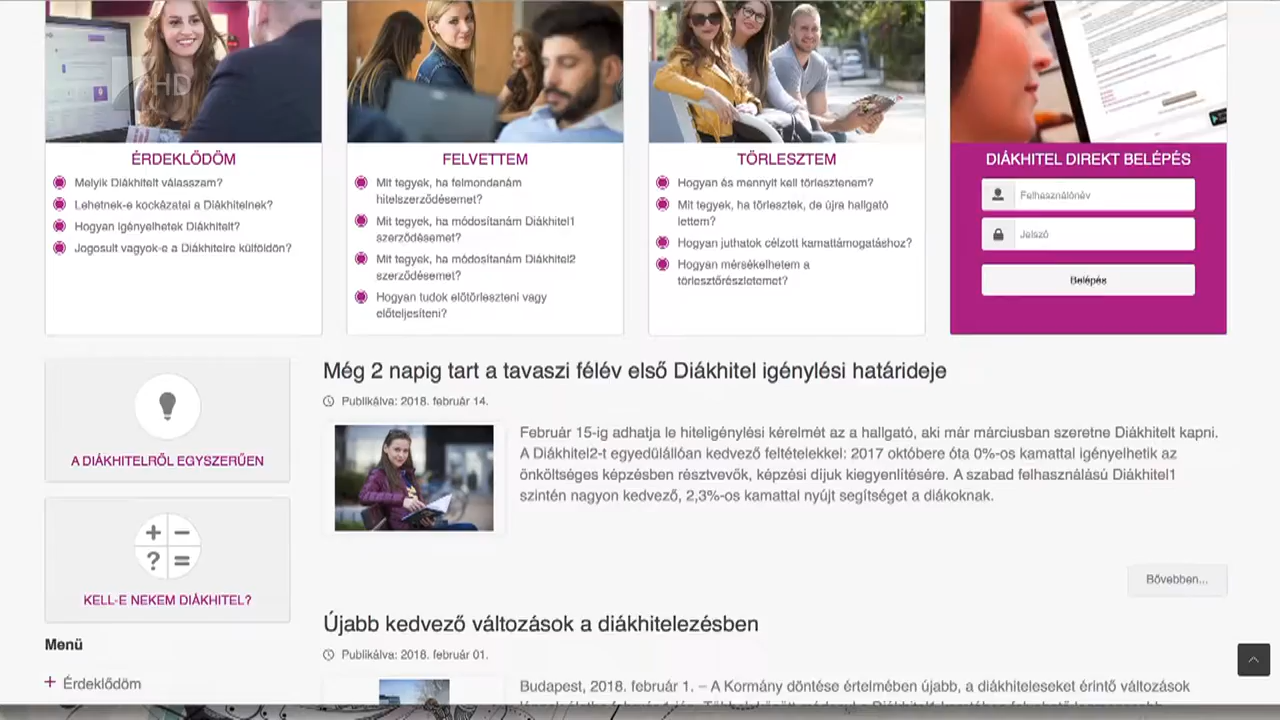 HD
ÉRDEKLŐDÖM
Melyik Diákhitelt válasszam?
Lehetnek-e kockázatai a Diákhitelnek?
Hogyan igényelhetek Diákhitelt?
Jogosult vagyok-e a Diákhitelre külföldön?
FELVETTEM
Mit tegyek, ha felmondanám
hitelszerződésemet?
Mit tegyek, ha módosítanám Diákhitel1
szerződésemet?
Mit tegyek, ha módosítanám Diákhitel2
szerződésemet?
Hogyan tudok előtörleszteni vagy
előteljesíteni?
TÖRLESZTEM
Hogyan és mennyit kell törlesztenem?
Mit tegyek, ha törlesztek, de újra hallgató
lettem?
Hogyan juthatok célzott kamattámogatáshoz?
Hogyan mérsékelhetem a
törlesztőrészletemet?
DIÁKHITEL DIREKT BELÉPÉS
Felhasználónév
Jelszó
Belépés
A DIÁKHITELRŐL EGYSZERŰEN
+ −
? =
KELL-E NEKEM DIÁKHITEL?
Menü
+ Érdeklődöm
Még 2 napig tart a tavaszi félév első Diákhitel igénylési határideje
Publikálva: 2018. február 14.
Február 15-ig adhatja le hiteligénylési kérelmét az a hallgató, aki már márciusban szeretne Diákhitelt kapni.
A Diákhitel2-t egyedülállóan kedvező feltételekkel: 2017 októbere óta 0%-os kamattal igényelhetik az
önköltséges képzésben résztvevők, képzési díjuk kiegyenlítésére. A szabad felhasználású Diákhitel1
szintén nagyon kedvező, 2,3%-os kamattal nyújt segítséget a diákoknak.
Bővebben...
Újabb kedvező változások a diákhitelezésben
Publikálva: 2018. február 01.
Budapest, 2018. február 1. – A Kormány döntése értelmében újabb, a diákhiteleseket érintő változások